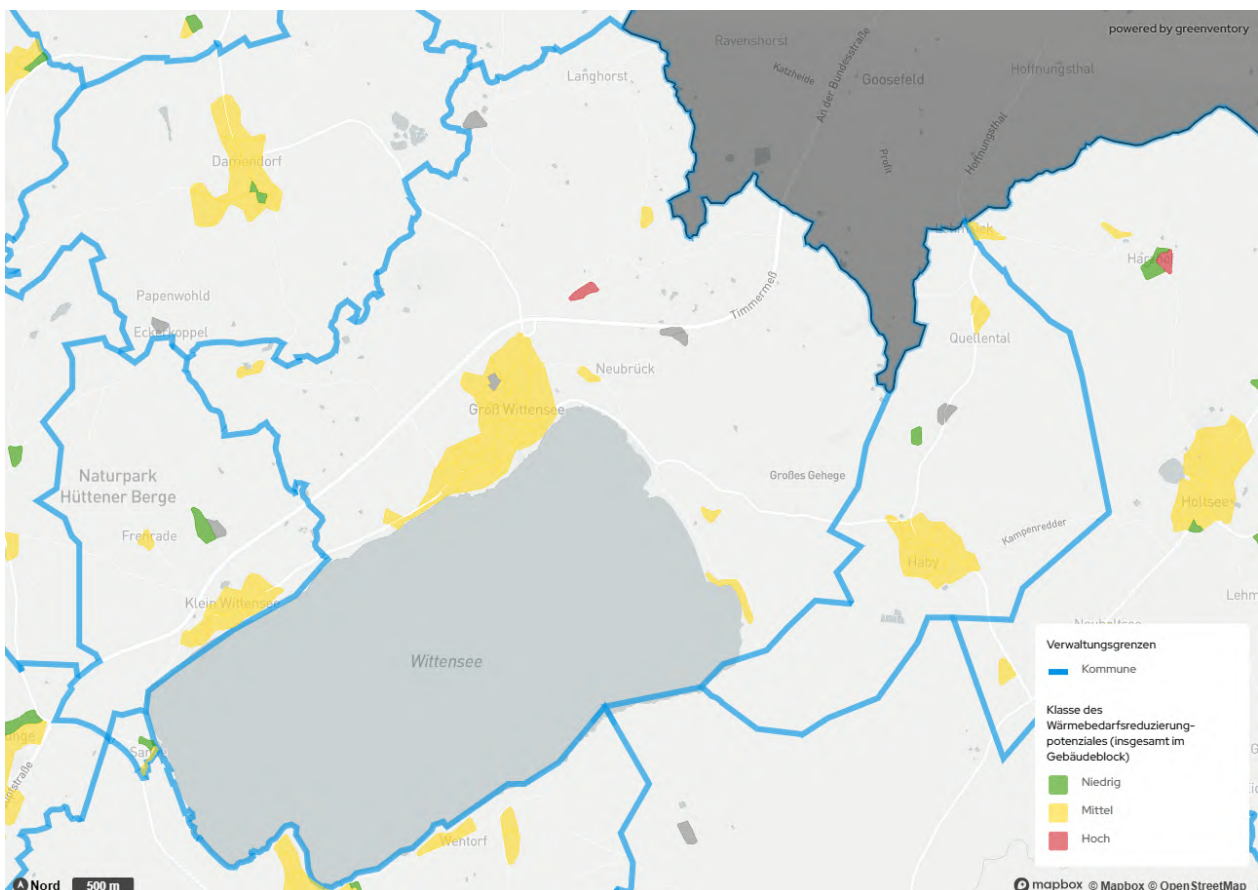 powered by greenventory
Ravenshorst
Katzheide
An der Bundesstraße
Goosefeld
Hoffnungsthal
Langhorst
Profit
Hoffnungsthal
Damendorf
Papenwohld
Eckerkoppel
Timmermeß
Quellental
Neubrück
Groß Wittensee
Naturpark
Hüttener Berge
Großes Gehege
Holtsee
Frenrade
Kampenredder
Haby
Klein Wittensee
Lehm
Wittensee
Wentorf
Verwaltungsgrenzen
Kommune
Klasse des
Wärmebedarfsreduzierung-
potenziales (insgesamt im
Gebäudeblock)
Niedrig
Mittel
Hoch
Nord
500 m
mapbox © Mapbox © OpenStreetMap